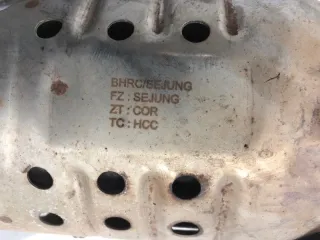 BHRC/SEJUNG
FZ : SEJUNG
ZT : COR
TC : HCC